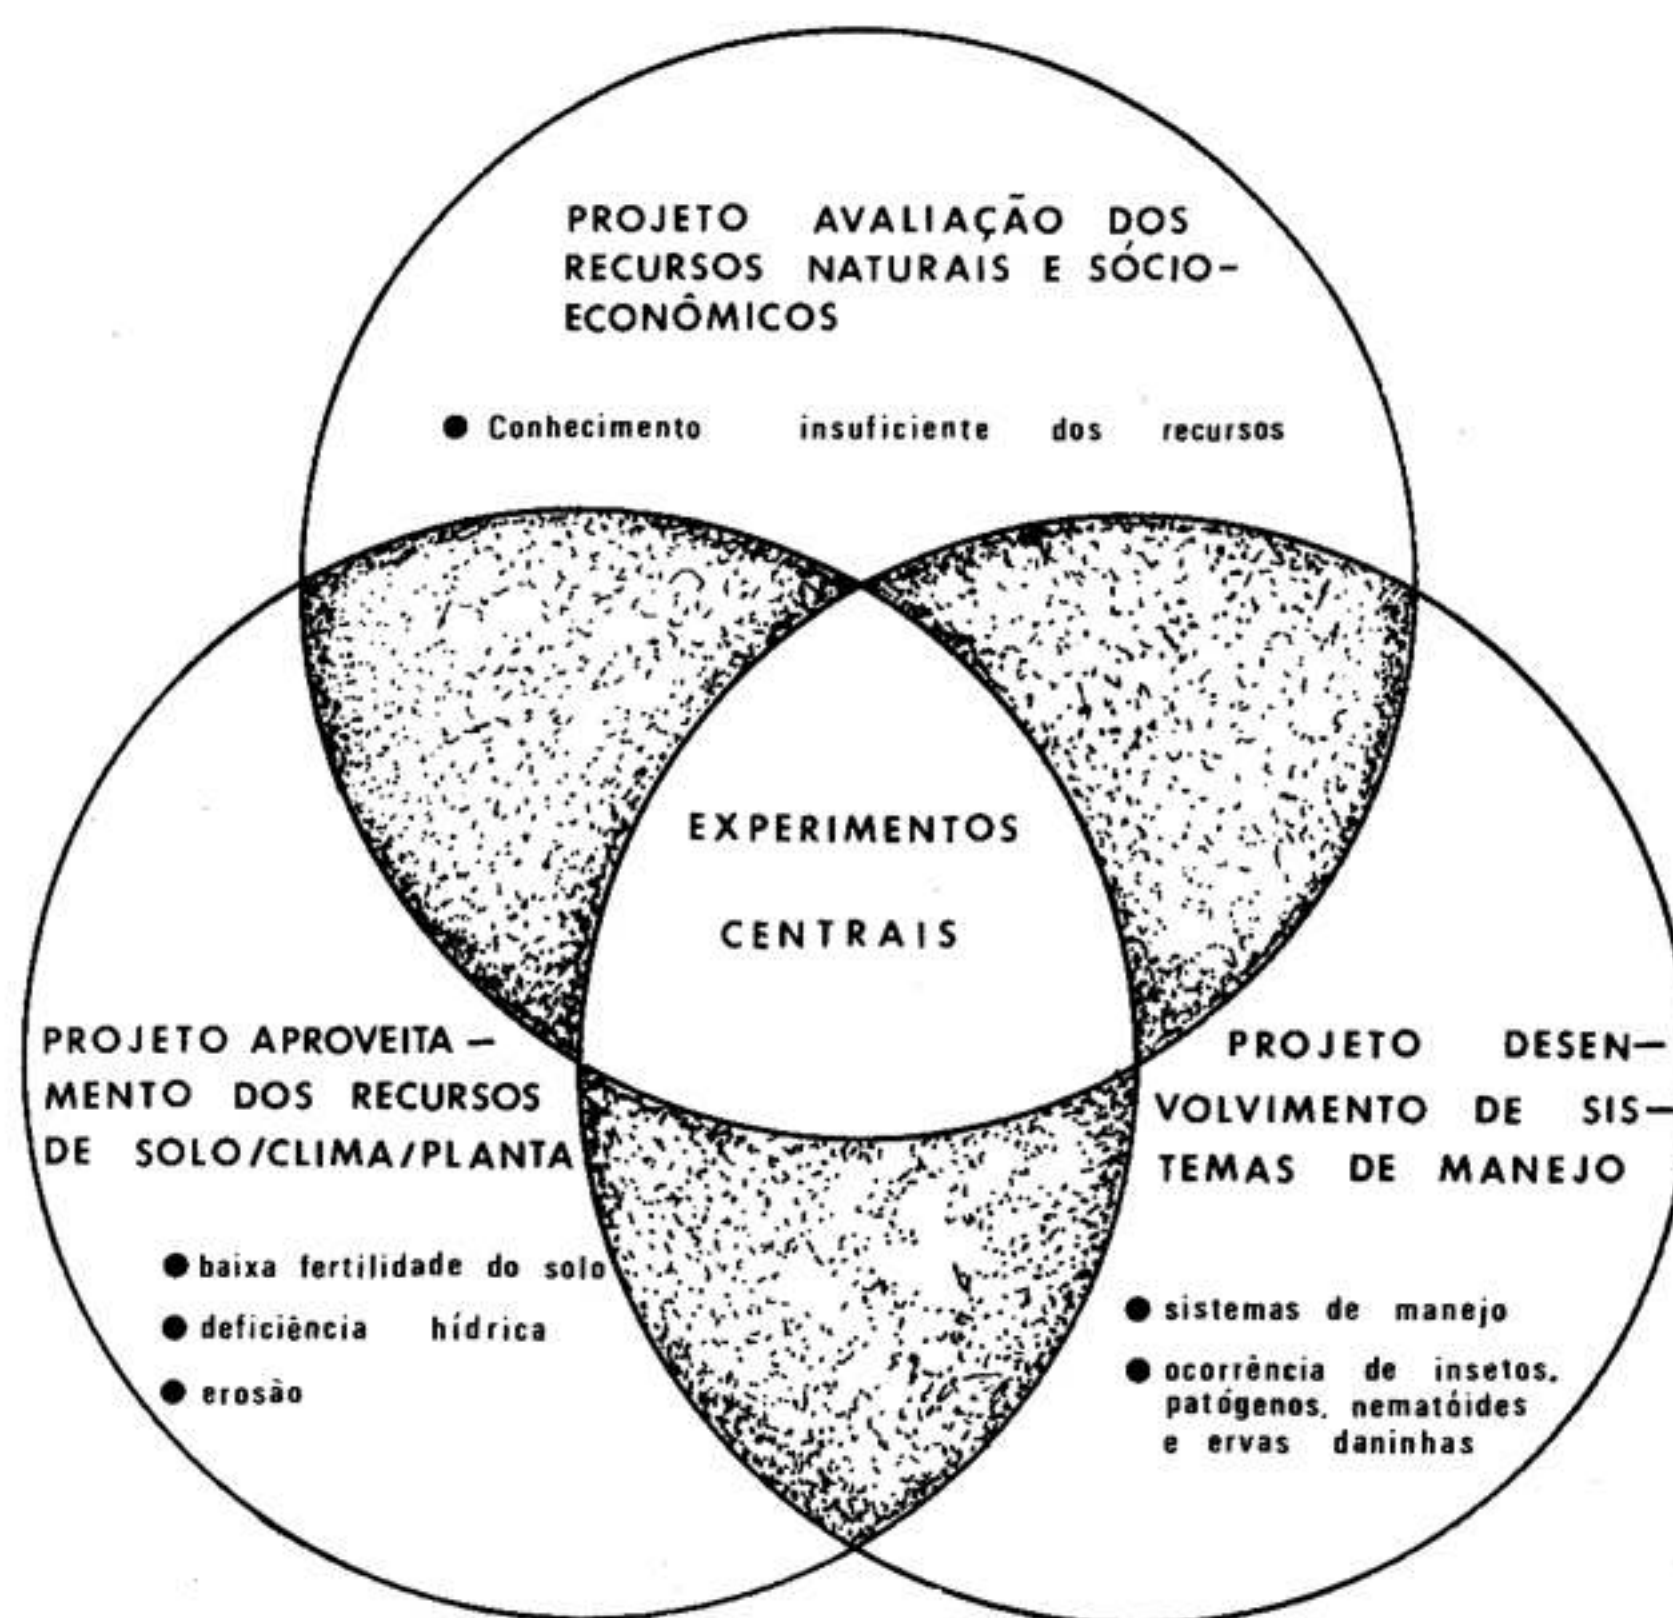 PROJETO AVALIAÇÃO DOS
RECURSOS NATURAIS E SÓCIO-
ECONÔMICOS
● Conhecimento insuficiente dos recursos
EXPERIMENTOS
CENTRAIS
PROJETO APROVEITA-
MENTO DOS RECURSOS
DE SOLO/CLIMA/PLANTA
● baixa fertilidade do solo
● deficiência hídrica
● erosão
PROJETO DESEN-
VOLVIMENTO DE SIS-
TEMAS DE MANEJO
● sistemas de manejo
● ocorrência de insetos,
patógenos, nematóides
e ervas daninhas